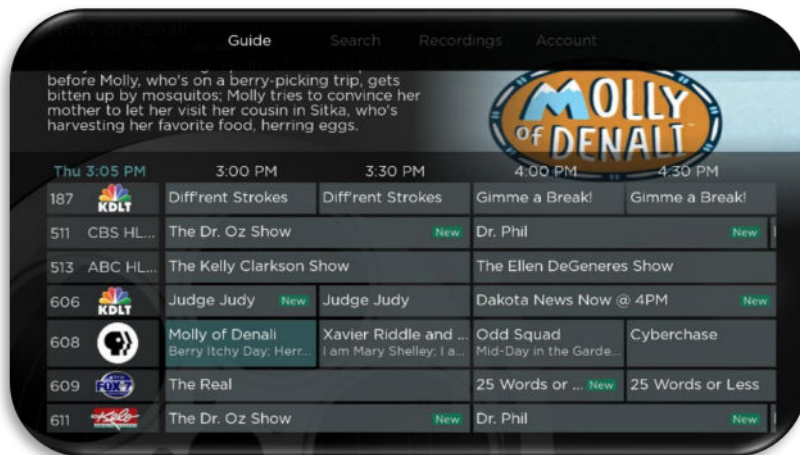 Molly of Denali
Guide Search Recordings Account
before Molly, who's on a berry-picking trip, gets
bitten up by mosquitos; Molly tries to convince her
mother to let her visit her cousin in Sitka, who's
harvesting her favorite food, herring eggs.
MOLLY
OF DENALI
Thu 3:05 PM 3:00 PM 3:30 PM 4:00 PM 4:30 PM
187 KDLT Diff'rent Strokes Diff'rent Strokes Gimme a Break! Gimme a Break!
511 CBS HL... The Dr. Oz Show New Dr. Phil New
513 ABC HL... The Kelly Clarkson Show The Ellen DeGeneres Show
606 KDLT Judge Judy New Judge Judy Dakota News Now @ 4PM New
608 Molly of Denali Xavier Riddle and ... Odd Squad Cyberchase
Berry Itchy Day; Herr... I am Mary Shelley; I a... Mid-Day in the Garde...
609 FOX 7 The Real 25 Words or ... New 25 Words or Less
611 Kelo The Dr. Oz Show New Dr. Phil New